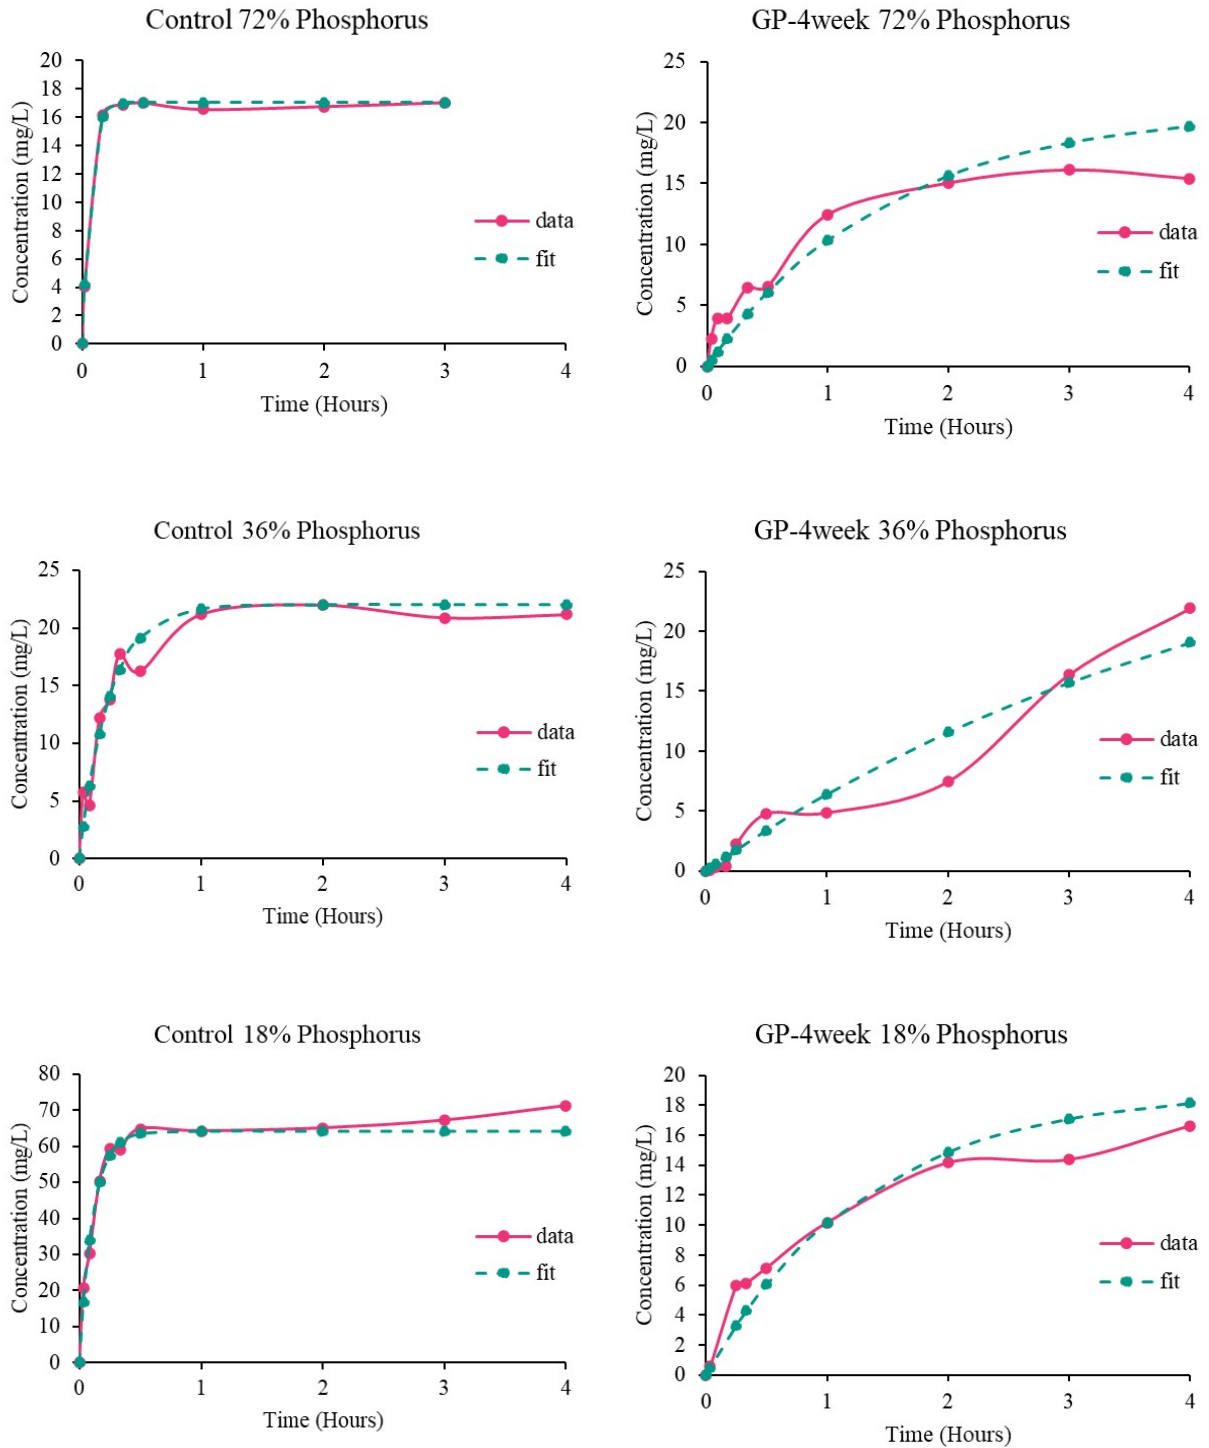 Control 72% Phosphorus
Concentration (mg/L)
20
18
16
14
12
10
8
6
4
2
0
0 1 2 3 4
Time (Hours)
data
fit
GP-4week 72% Phosphorus
Concentration (mg/L)
25
20
15
10
5
0
0 1 2 3 4
Time (Hours)
data
fit
Control 36% Phosphorus
Concentration (mg/L)
25
20
15
10
5
0
0 1 2 3 4
Time (Hours)
data
fit
GP-4week 36% Phosphorus
Concentration (mg/L)
25
20
15
10
5
0
0 1 2 3 4
Time (Hours)
data
fit
Control 18% Phosphorus
Concentration (mg/L)
80
70
60
50
40
30
20
10
0
0 1 2 3 4
Time (Hours)
data
fit
GP-4week 18% Phosphorus
Concentration (mg/L)
20
18
16
14
12
10
8
6
4
2
0
0 1 2 3 4
Time (Hours)
data
fit